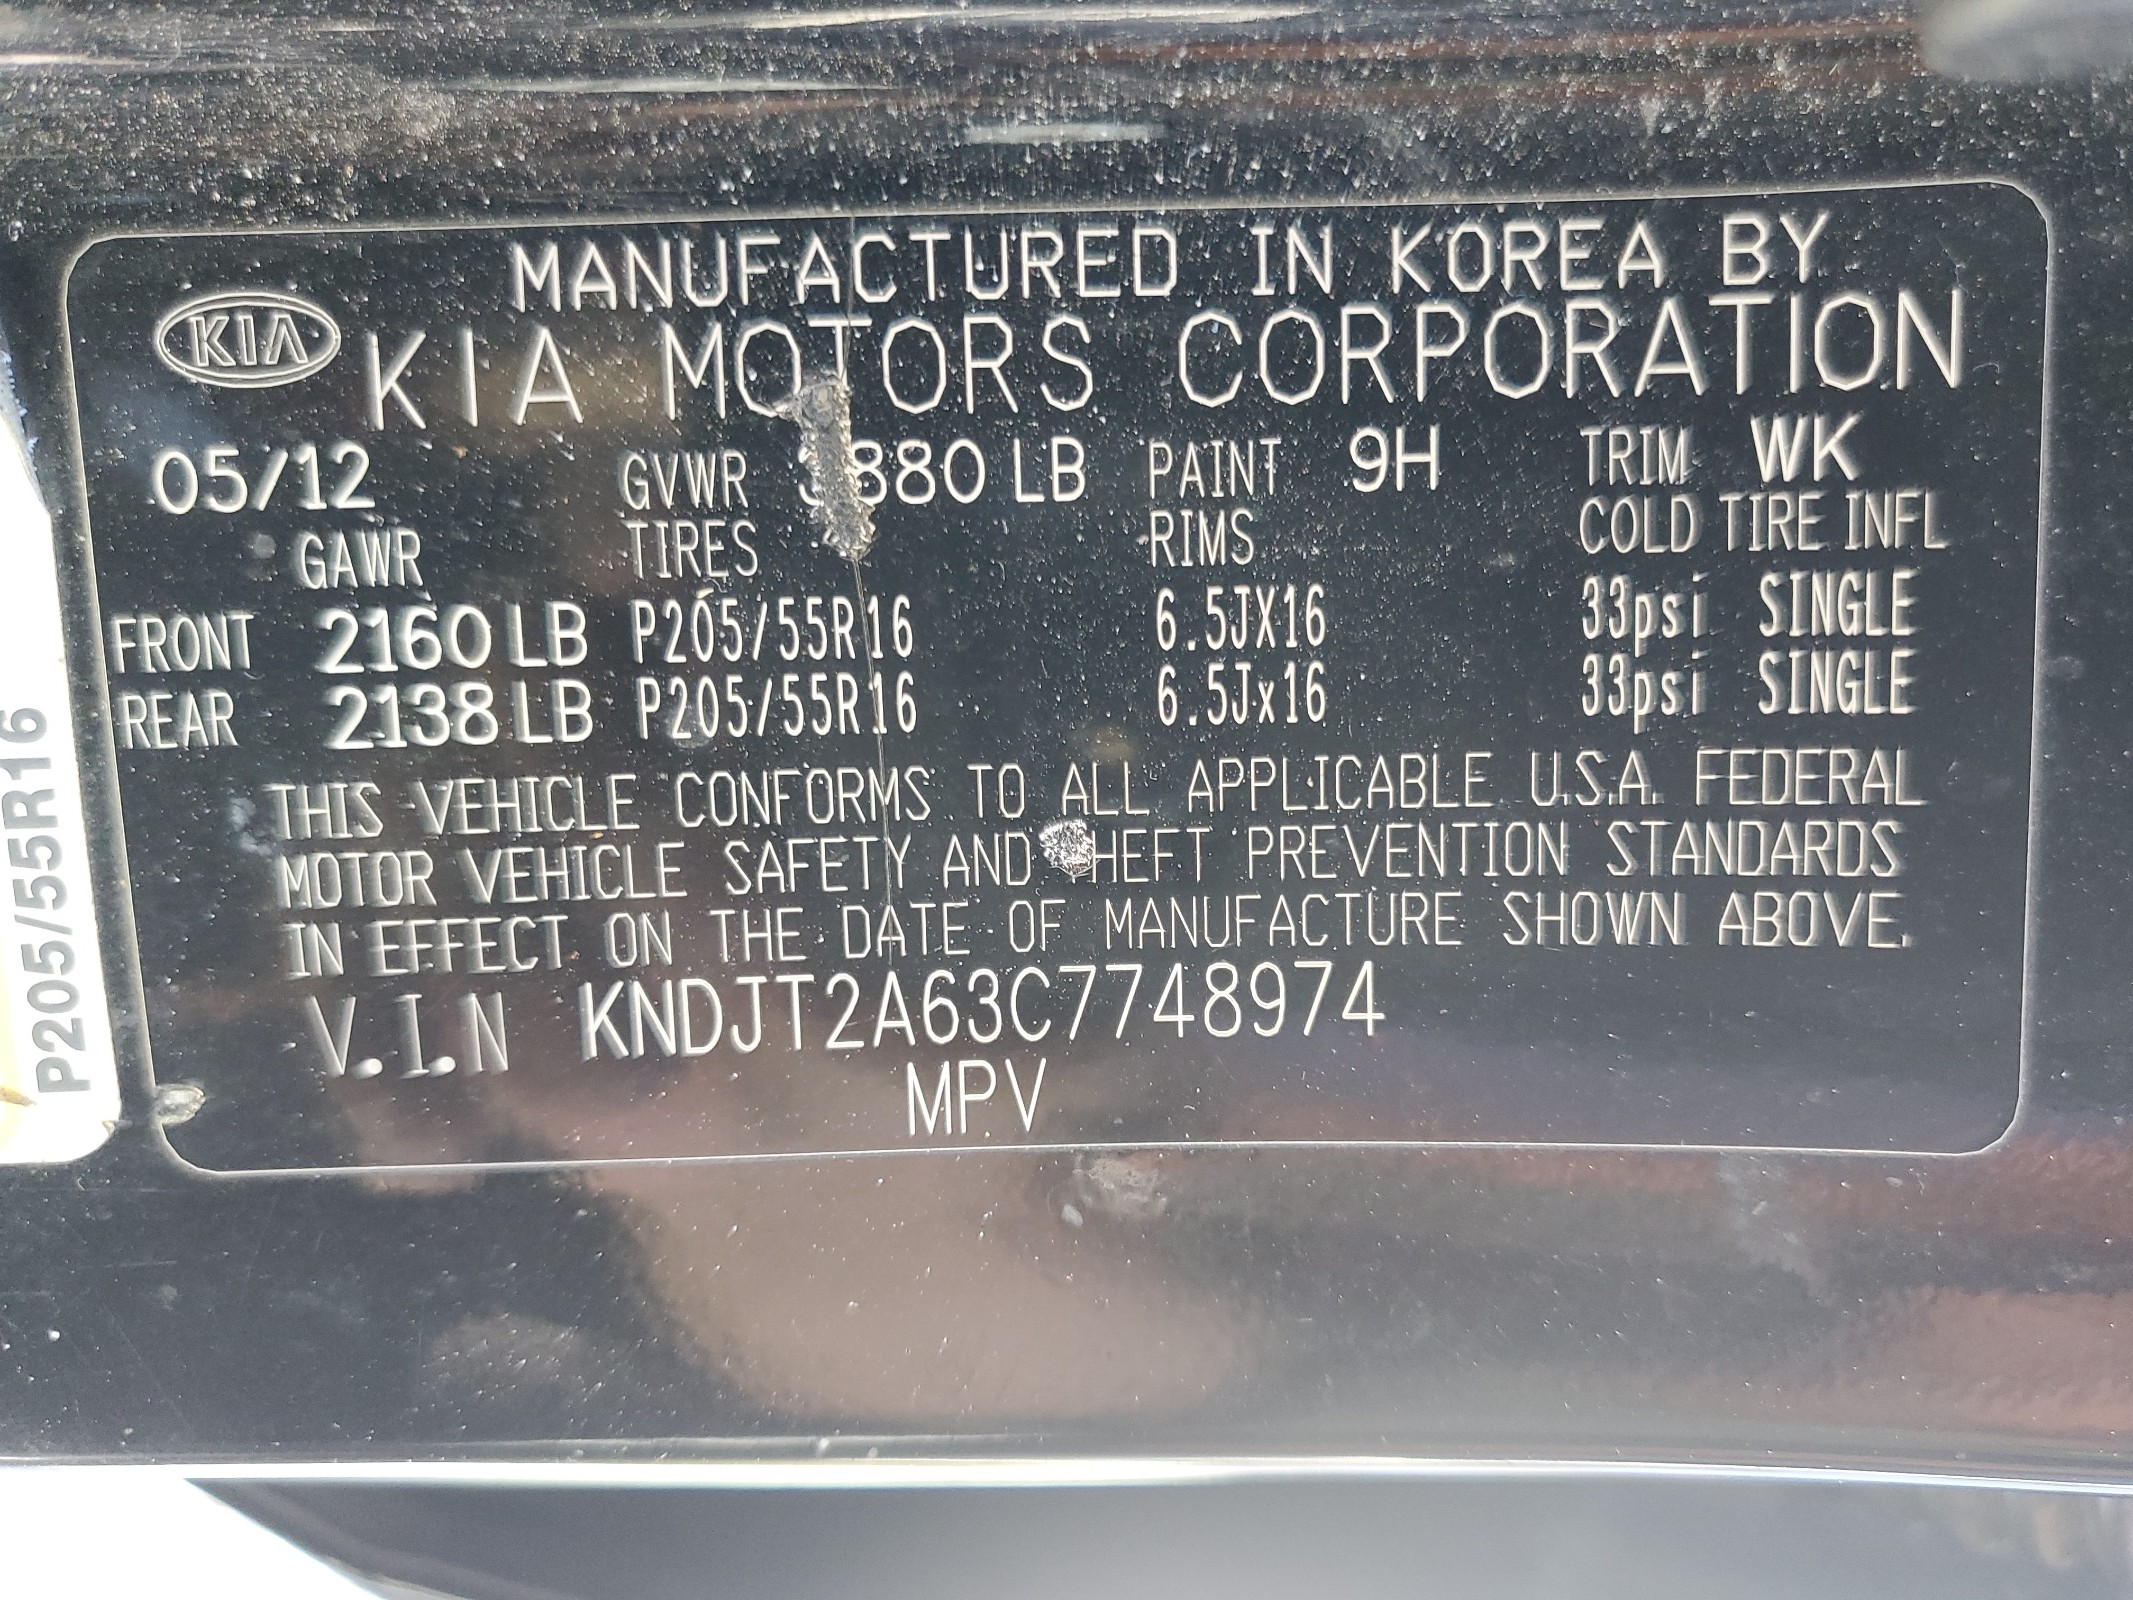 MANUFACTURED IN KOREA BY
KIA KIA MOTORS CORPORATION
05/12 GVWR LB PAINT 9H TRIM WK
GAWR TIRES RIMS COLD TIRE INFL
FRONT 2160 LB P205/55R16 6.5JX16 33psi SINGLE
REAR 2138 LB P205/55R16 6.5Jx16 33psi SINGLE
THIS VEHICLE CONFORMS TO ALL APPLICABLE U.S.A. FEDERAL
MOTOR VEHICLE SAFETY AND THEFT PREVENTION STANDARDS
IN EFFECT ON THE DATE OF MANUFACTURE SHOWN ABOVE.
V.I.N KNDJT2A63C7748974
MPV
P205/55R16